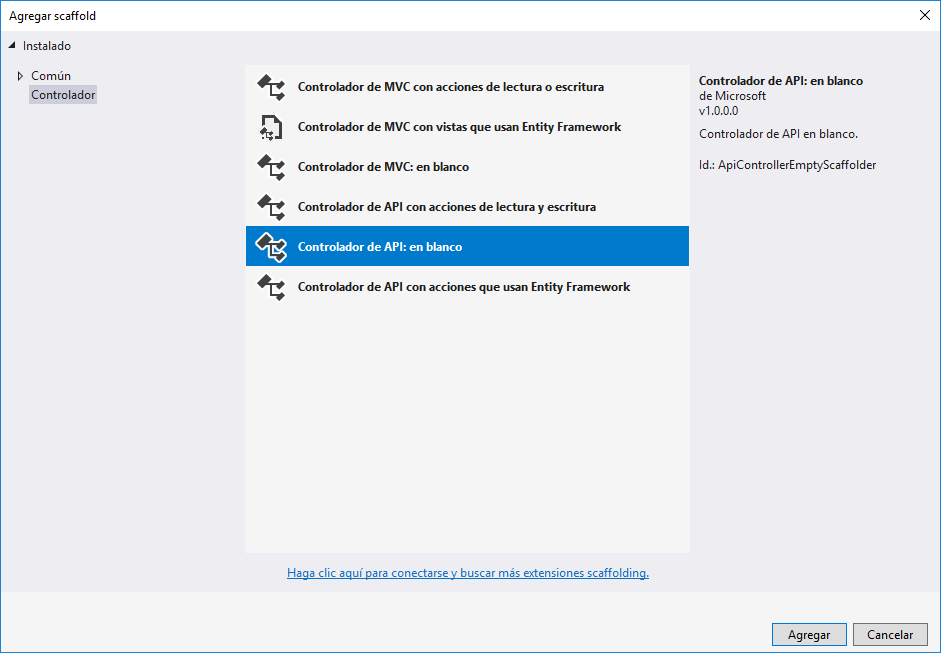 Agregar scaffold
Instalado
Común
Controlador
Controlador de MVC con acciones de lectura o escritura
Controlador de MVC con vistas que usan Entity Framework
Controlador de MVC: en blanco
Controlador de API con acciones de lectura y escritura
Controlador de API: en blanco
Controlador de API con acciones que usan Entity Framework
Controlador de API: en blanco
de Microsoft
v1.0.0.0
Controlador de API en blanco.
Id.: ApiControllerEmptyScaffolder
Haga clic aquí para conectarse y buscar más extensiones scaffolding.
Agregar
Cancelar